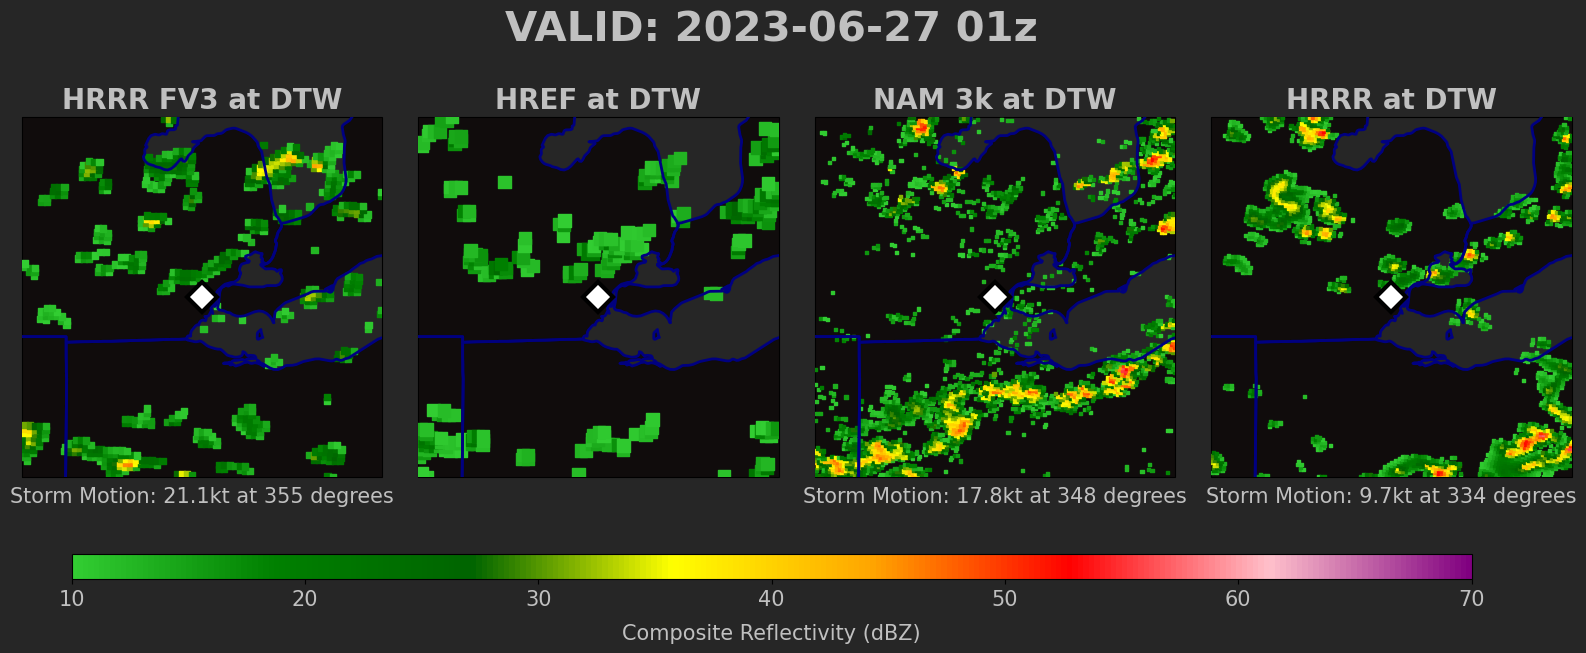 VALID: 2023-06-27 01z
HRRR FV3 at DTW
HREF at DTW
NAM 3k at DTW
HRRR at DTW
Storm Motion: 21.1kt at 355 degrees
Storm Motion: 17.8kt at 348 degrees
Storm Motion: 9.7kt at 334 degrees
10 20 30 40 50 60 70
Composite Reflectivity (dBZ)